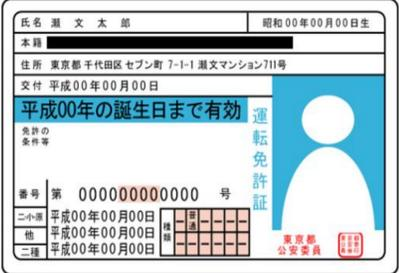 氏名 瀬 文 太 郎 昭和00年00月00日生
本籍
住所 東京都 千代田区 セブン町 7-1-1 瀬文マンション711号
交付 平成00年00月00日
平成00年の誕生日まで有効
免許の
条件等
運転免許証
番号 第 000000000000 号
二小原 平成00年00月00日
他 平成00年00月00日
二種 平成00年00月00日
種類 普通
東京都
公安委員